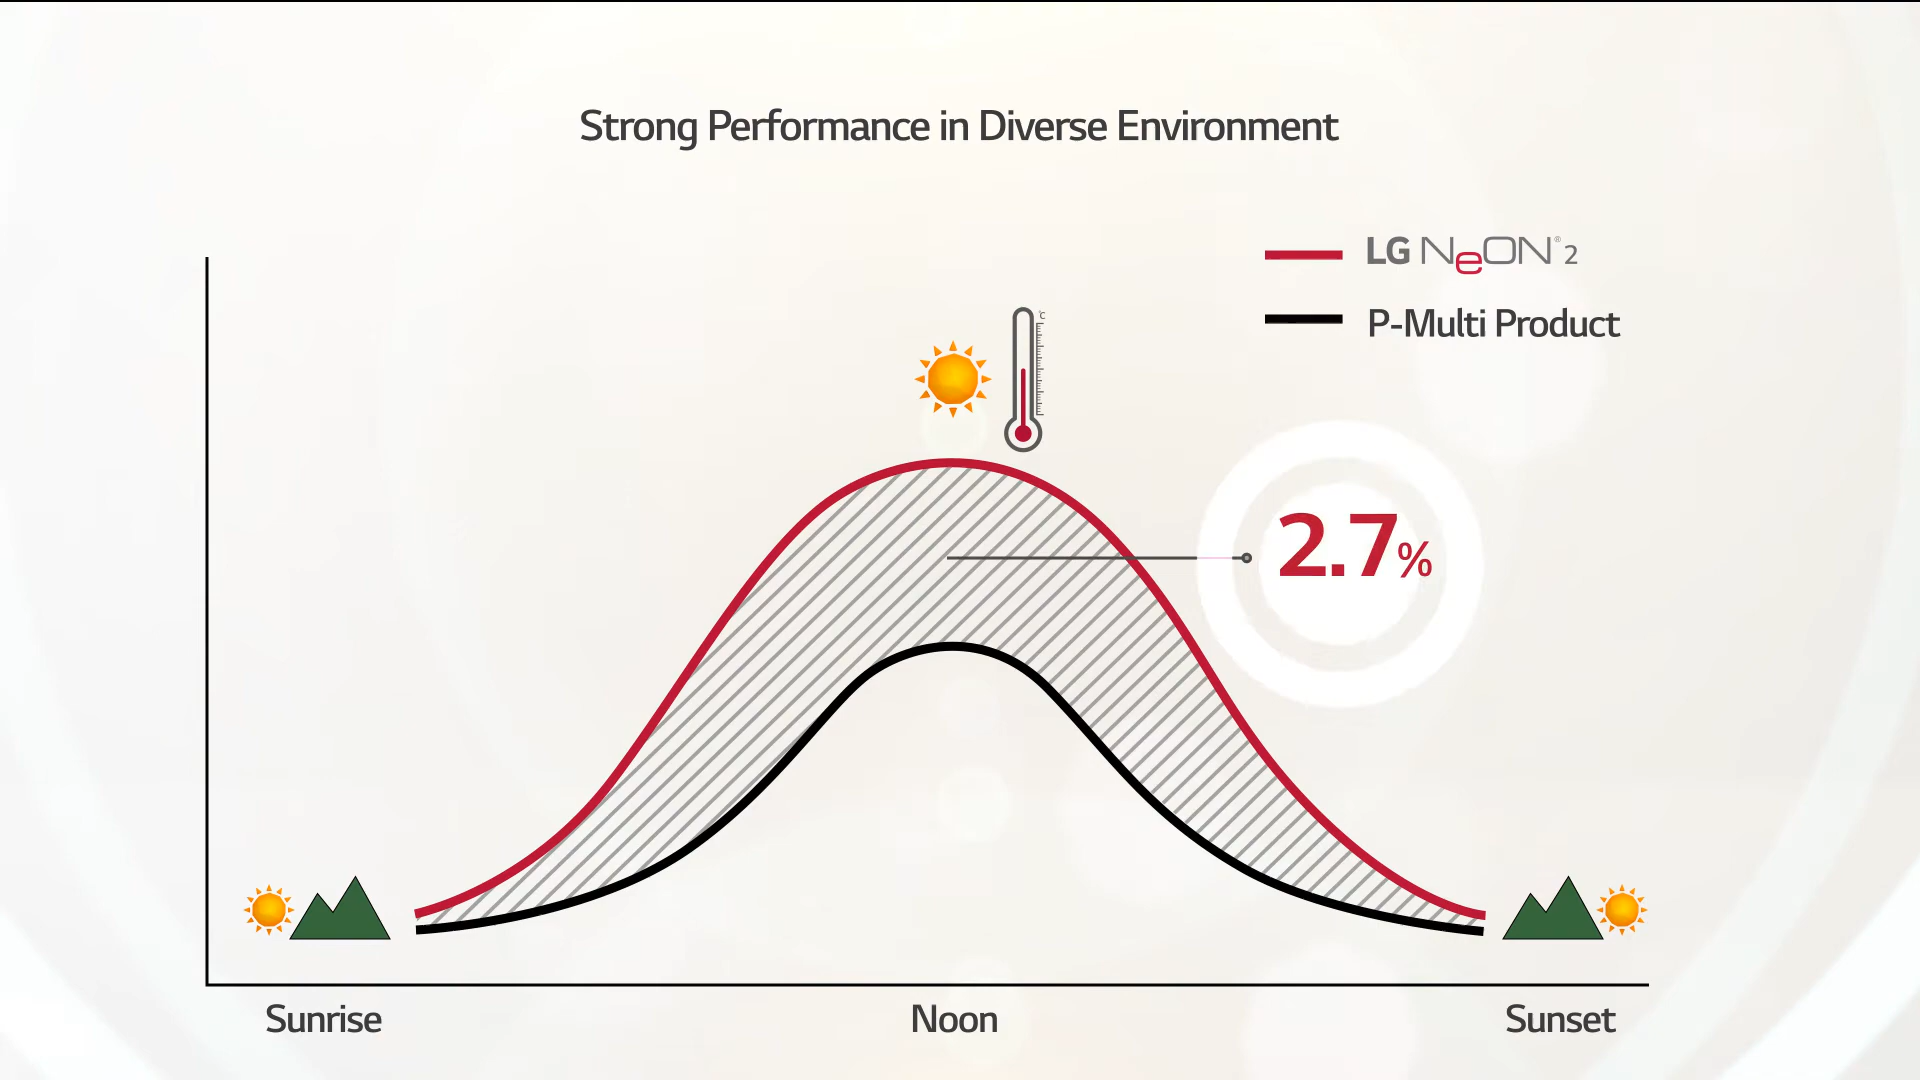 Strong Performance in Diverse Environment
LG NeON® 2
P-Multi Product
°C
2.7%
Sunrise
Noon
Sunset